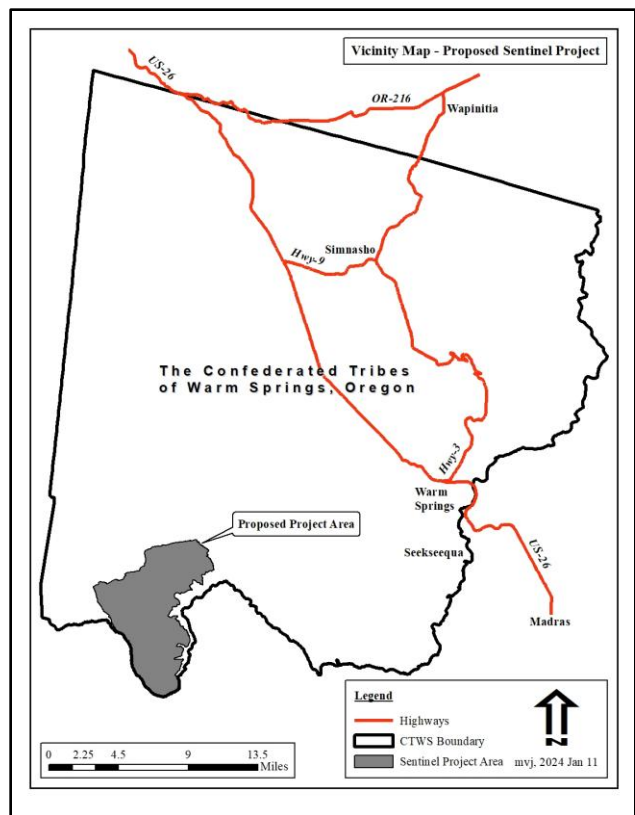 Vicinity Map - Proposed Sentinel Project
US-26
OR-216
Wapinitia
Simnasho
Hwy-9
The Confederated Tribes
of Warm Springs, Oregon
Hwy-3
Warm
Springs
Proposed Project Area
Seekseequa
US-26
Madras
Legend
Highways
CTWS Boundary
Sentinel Project Area
N
mvj, 2024 Jan 11
0 2.25 4.5 9 13.5
Miles